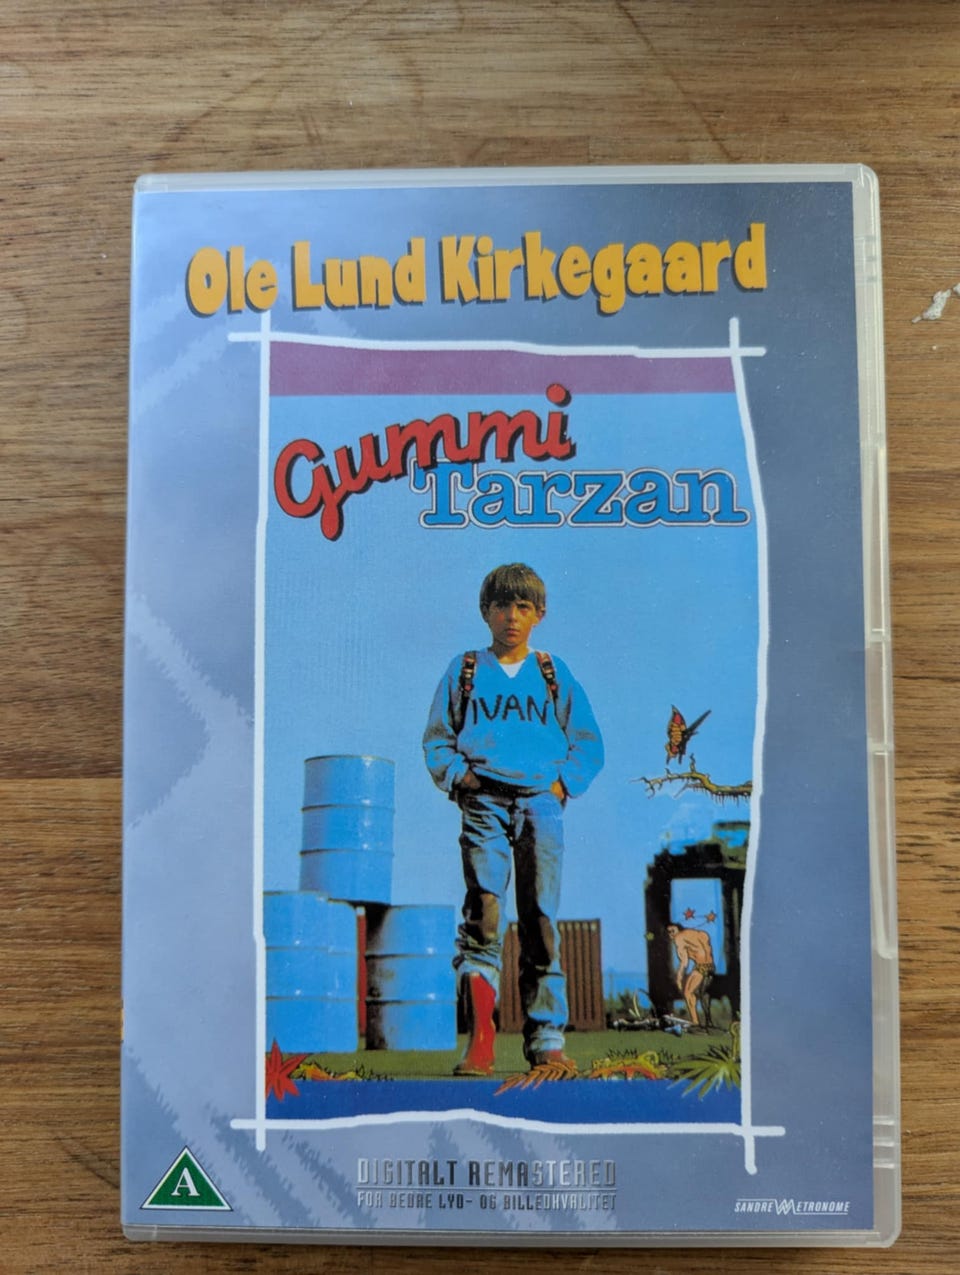 Ole Lund Kirkegaard
Gummi
Tarzan
IVAN
DIGITALT REMASTERED
FOR BEDRE LYD- OG BILLEDKVALITET
A
SANDREW METRONOME